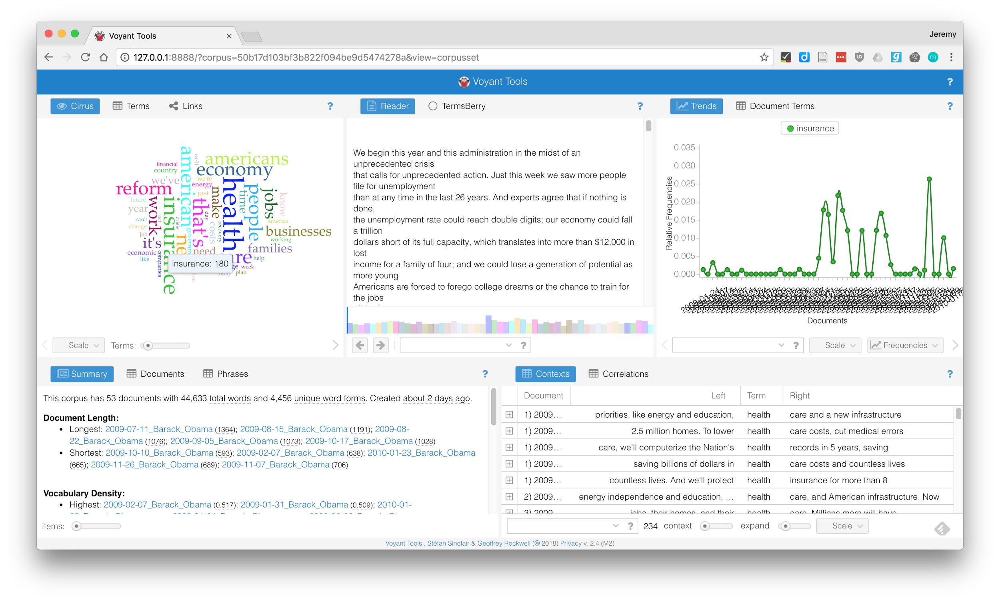 Voyant Tools
Jeremy
127.0.0.1:8888/?corpus=50b17d103bf3b822f094be9d5474278a&view=corpusset
Voyant Tools
?
Cirrus Terms Links ?
americans
economy
american
we'll
financial
country
we've
we're
energy
reform
just
make
health
time
people
jobs
know
future
year
work
act
can't
change
job
it's
insurance
crisis
that's
day
costs
recovery
america
businesses
working
families
economic
like
companies
governm
ne
need
are
help
ge
week
today
plan
insurance: 180
Scale Terms:
Reader TermsBerry ?
We begin this year and this administration in the midst of an
unprecedented crisis
that calls for unprecedented action. Just this week we saw more people
file for unemployment
than at any time in the last 26 years. And experts agree that if nothing is
done,
the unemployment rate could reach double digits; our economy could fall
a trillion
dollars short of its full capacity, which translates into more than $12,000 in
lost
income for a family of four; and we could lose a generation of potential as
more young
Americans are forced to forego college dreams or the chance to train for
the jobs
?
Trends Document Terms ?
insurance
Relative Frequencies
0.035
0.030
0.025
0.020
0.015
0.010
0.005
0.000
Documents
? Scale Frequencies
Summary Documents Phrases ?
This corpus has 53 documents with 44,633 total words and 4,456 unique word forms. Created about 2 days ago.
Document Length:
• Longest: 2009-07-11_Barack_Obama (1364); 2009-08-15_Barack_Obama (1191); 2009-08-
22_Barack_Obama (1076); 2009-09-05_Barack_Obama (1073); 2009-10-17_Barack_Obama (1028)
• Shortest: 2009-10-10_Barack_Obama (593); 2009-02-07_Barack_Obama (638); 2010-01-23_Barack_Obama
(665); 2009-11-26_Barack_Obama (689); 2009-11-07_Barack_Obama (706)
Vocabulary Density:
• Highest: 2009-02-07_Barack_Obama (0.517); 2009-01-31_Barack_Obama (0.509); 2010-01-
items:
Contexts Correlations ?
Document Left Term Right
1) 2009... priorities, like energy and education, health care and a new infrastructure
1) 2009... 2.5 million homes. To lower health care costs, cut medical errors
1) 2009... care, we'll computerize the Nation's health records in 5 years, saving
1) 2009... saving billions of dollars in health care costs and countless lives
1) 2009... countless lives. And we'll protect health insurance for more than 8
2) 2009... energy independence and education, ... health care, and American infrastructure. Now
3) 2009 jobs, their homes, and their health care. Millions more will have
? 234 context expand Scale
Voyant Tools , Stéfan Sinclair & Geoffrey Rockwell (cc 2018) Privacy v. 2.4 (M2)